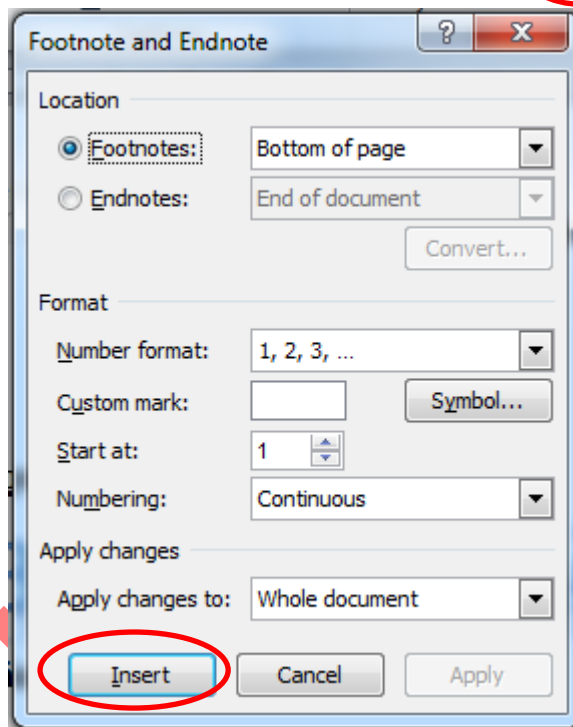 Footnote and Endnote
Location
Footnotes: Bottom of page
Endnotes: End of document
Convert...
Format
Number format: 1, 2, 3, ...
Custom mark: Symbol...
Start at: 1
Numbering: Continuous
Apply changes
Apply changes to: Whole document
Insert Cancel Apply